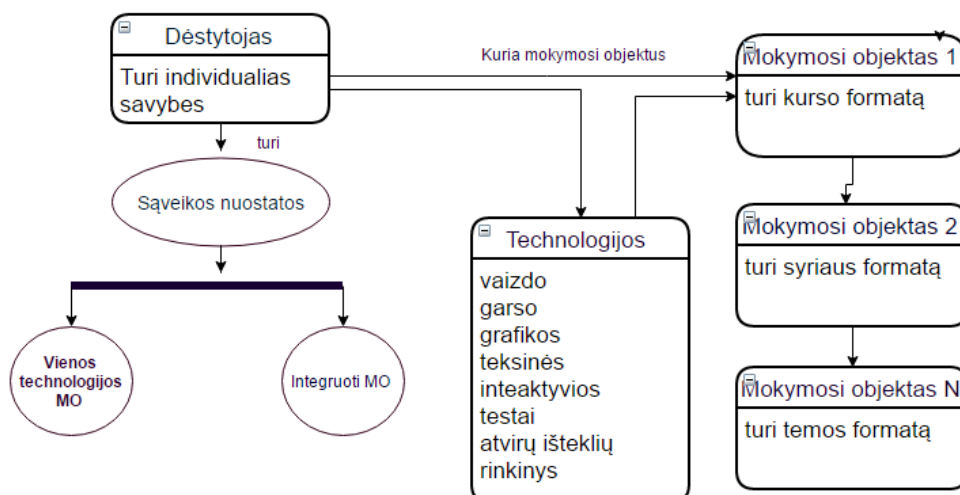 Dėstytojas
Turi individualias
savybes
turi
Sąveikos nuostatos
Vienos
technologijos
MO
Integruoti MO
Kuria mokymosi objektus
Technologijos
vaizdo
garso
grafikos
teksinės
inteaktyvios
testai
atvirų išteklių
rinkinys
Mokymosi objektas 1
turi kurso formatą
Mokymosi objektas 2
turi syriaus formatą
Mokymosi objektas N
turi temos formatą